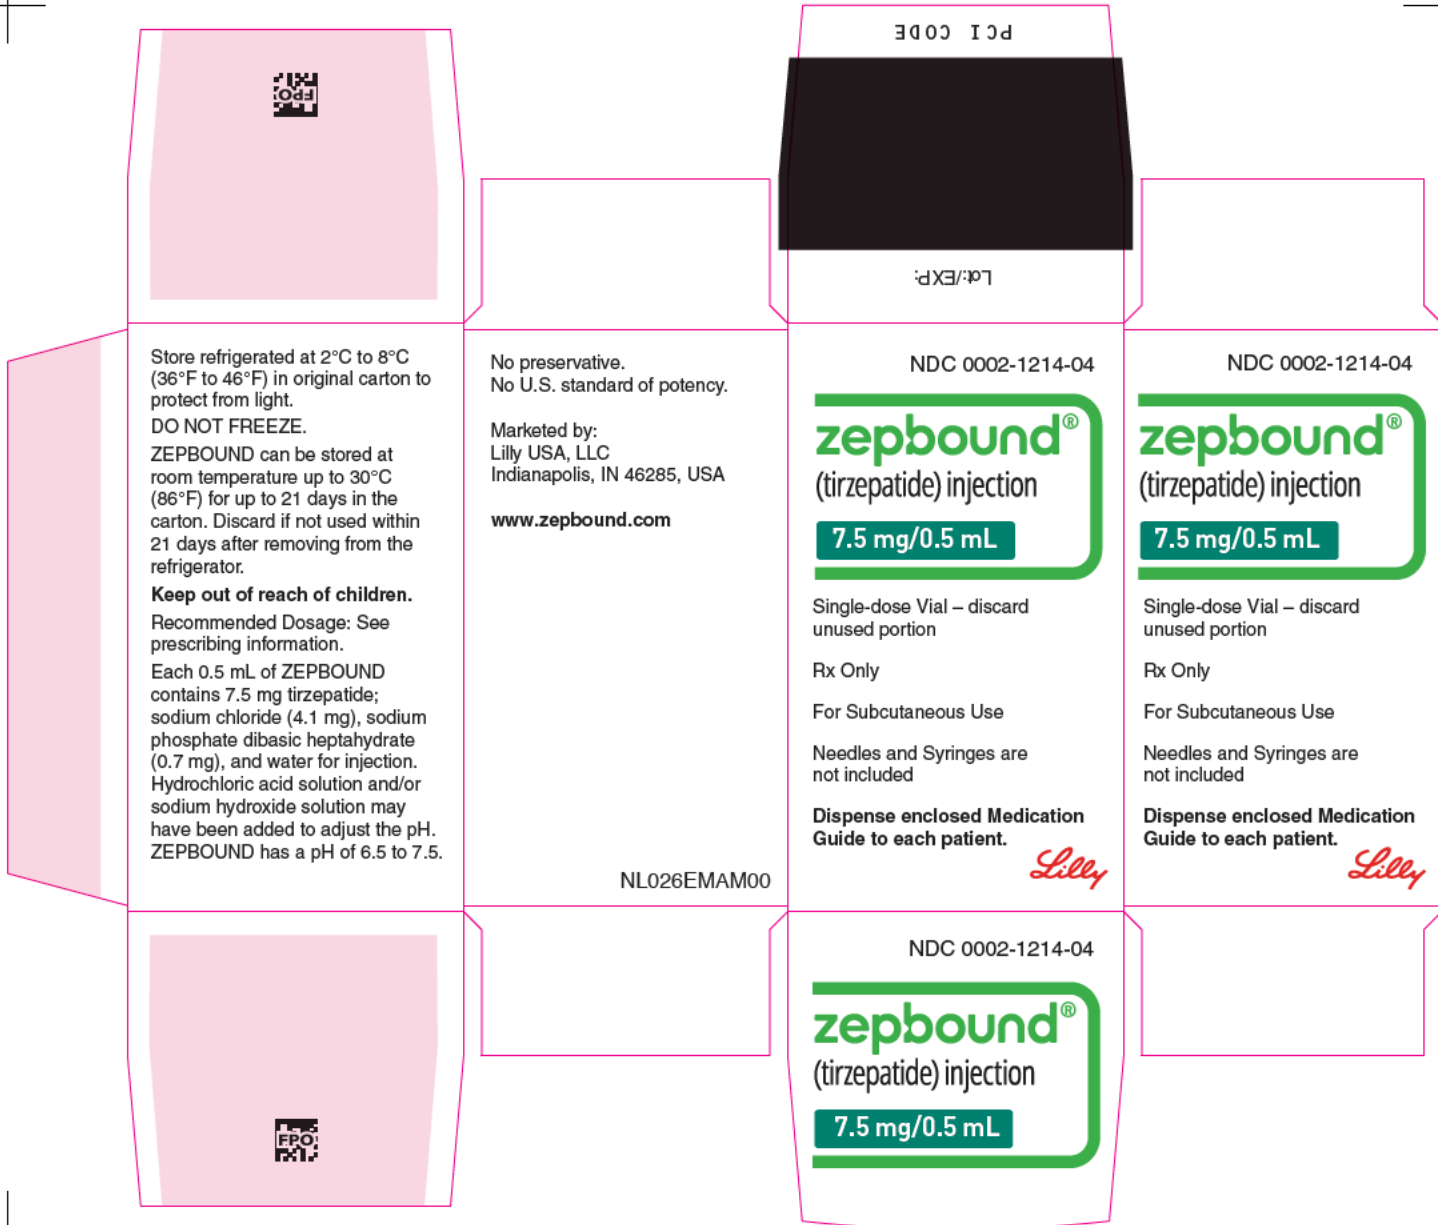 PCI CODE
FPO
Lot:/EXP:
Store refrigerated at 2°C to 8°C
(36°F to 46°F) in original carton to
protect from light.
DO NOT FREEZE.
ZEPBOUND can be stored at
room temperature up to 30°C
(86°F) for up to 21 days in the
carton. Discard if not used within
21 days after removing from the
refrigerator.
Keep out of reach of children.
Recommended Dosage: See
prescribing information.
Each 0.5 mL of ZEPBOUND
contains 7.5 mg tirzepatide;
sodium chloride (4.1 mg), sodium
phosphate dibasic heptahydrate
(0.7 mg), and water for injection.
Hydrochloric acid solution and/or
sodium hydroxide solution may
have been added to adjust the pH.
ZEPBOUND has a pH of 6.5 to 7.5.
No preservative.
No U.S. standard of potency.
Marketed by:
Lilly USA, LLC
Indianapolis, IN 46285, USA
www.zepbound.com
NL026EMAM00
NDC 0002-1214-04
zepbound®
(tirzepatide) injection
7.5 mg/0.5 mL
Single-dose Vial – discard
unused portion
Rx Only
For Subcutaneous Use
Needles and Syringes are
not included
Dispense enclosed Medication
Guide to each patient.
Lilly
NDC 0002-1214-04
zepbound®
(tirzepatide) injection
7.5 mg/0.5 mL
Single-dose Vial – discard
unused portion
Rx Only
For Subcutaneous Use
Needles and Syringes are
not included
Dispense enclosed Medication
Guide to each patient.
Lilly
NDC 0002-1214-04
zepbound®
(tirzepatide) injection
7.5 mg/0.5 mL
FPO